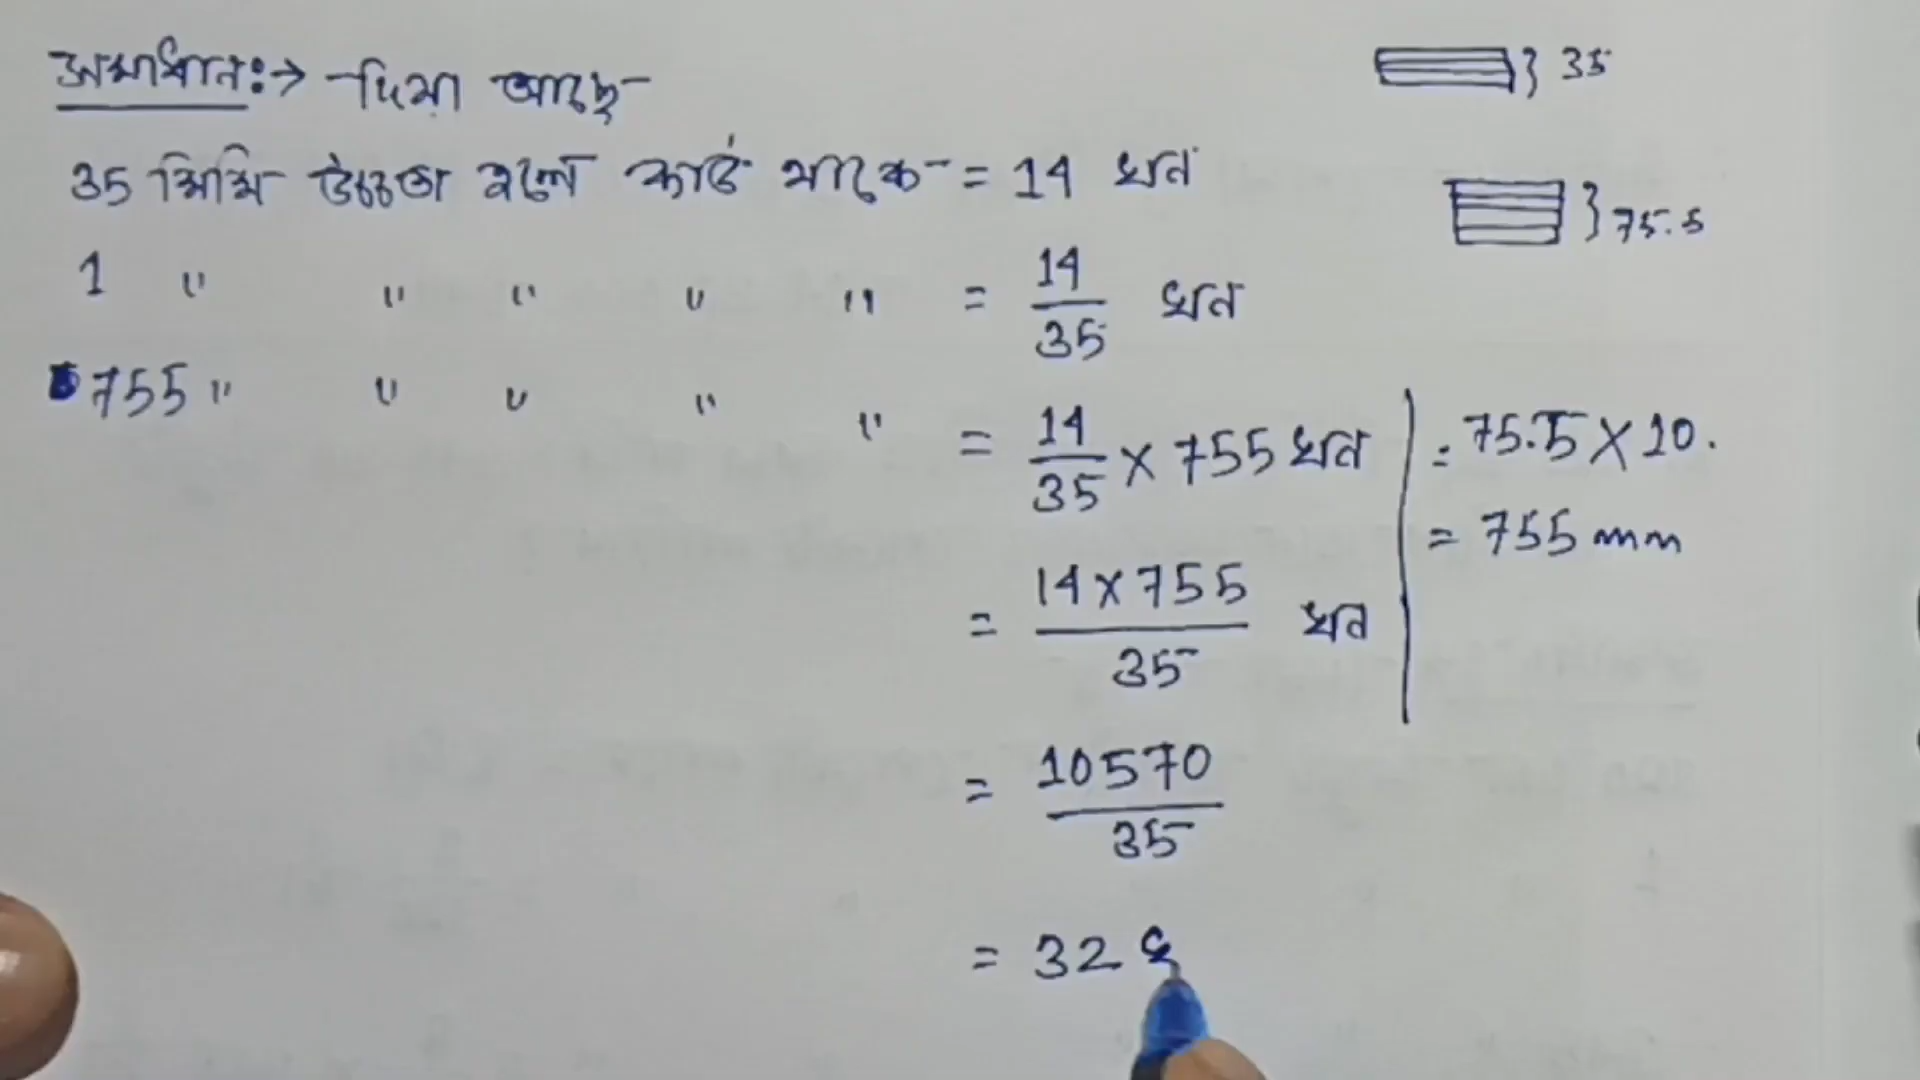 সমাধান:→ দিয়া আছে
35
35 মিমি উচ্চতা হলে কার্ড থাকে = 14 খন
75.5
1 " " " " " = 14/35 খন
755 " " " " " = 14/35 × 755 খন
= 75.5 × 10.
= 755 mm
= 14×755/35 খন
= 10570/35
= 32